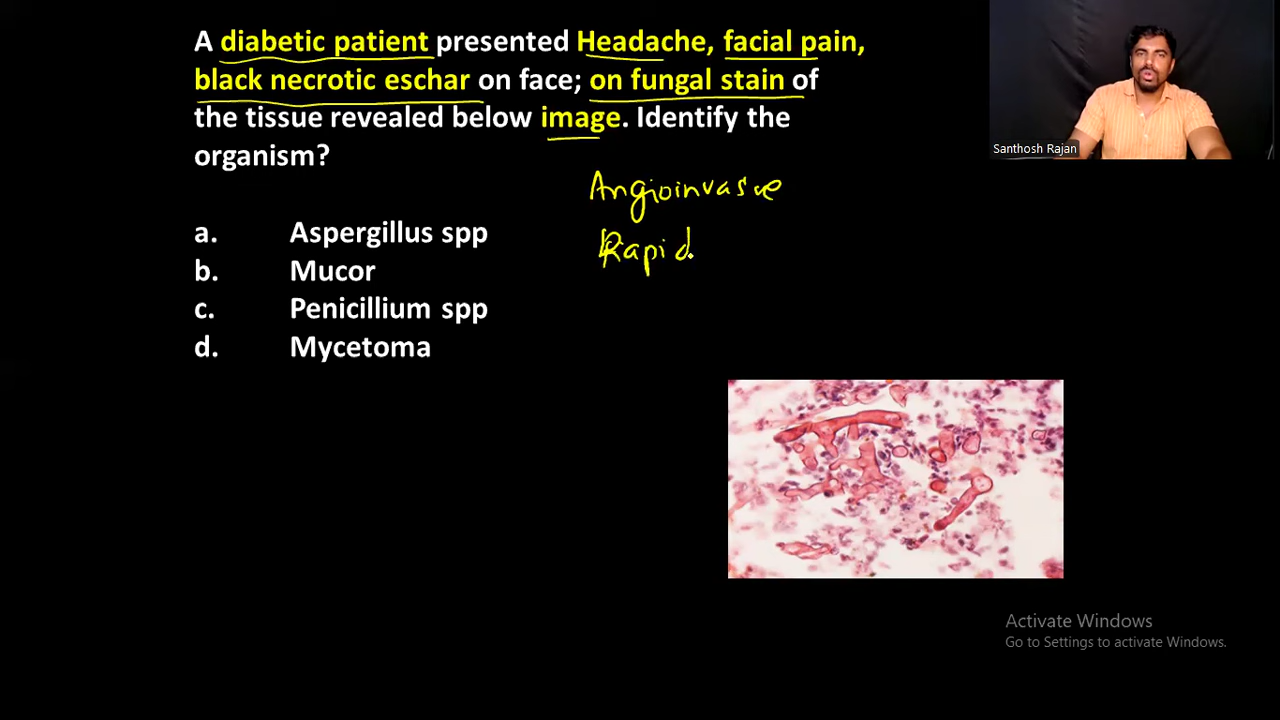 A diabetic patient presented Headache, facial pain,
black necrotic eschar on face; on fungal stain of
the tissue revealed below image. Identify the
organism?
Angioinvasve
Rapid
a. Aspergillus spp
b. Mucor
c. Penicillium spp
d. Mycetoma
Santhosh Rajan
Activate Windows
Go to Settings to activate Windows.